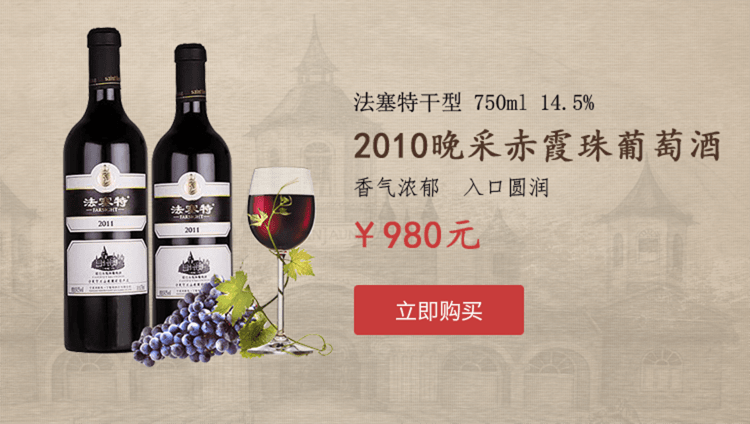 法塞特干型 750ml 14.5%
2010晚采赤霞珠葡萄酒
香气浓郁 入口圆润
￥980元
立即购买
法塞特
2011
法塞特
2011